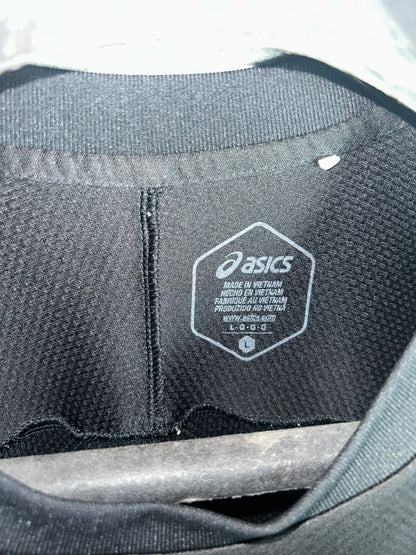 asics
MADE IN VIETNAM
HECHO EN VIETNAM
FABRIQUÉ AU VIETNAM
PRODUZIDO NO VIETNÃ
www.asics.com
L・G・G・G
L